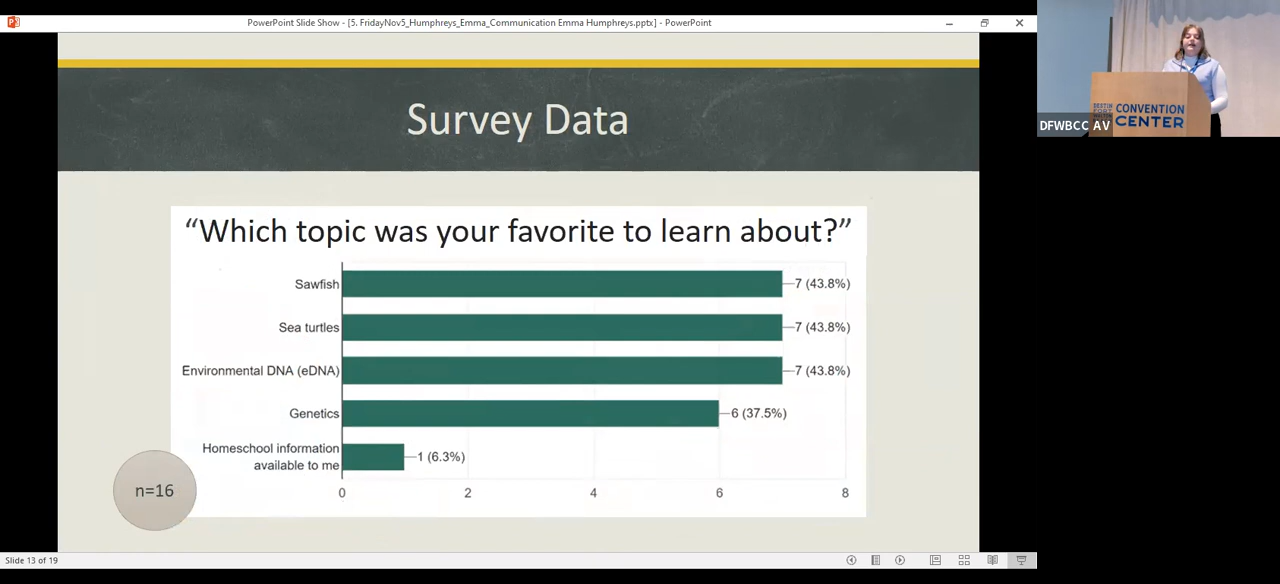 PowerPoint Slide Show - [5. FridayNov5_Humphreys_Emma_Communication Emma Humphreys.pptx] - PowerPoint
Survey Data
“Which topic was your favorite to learn about?”
Sawfish
7 (43.8%)
Sea turtles
7 (43.8%)
Environmental DNA (eDNA)
7 (43.8%)
Genetics
6 (37.5%)
Homeschool information
available to me
1 (6.3%)
0 2 4 6 8
n=16
Slide 13 of 19
DESTIN
FORT
WALTON
CONVENTION
CENTER
DFWBCC AV